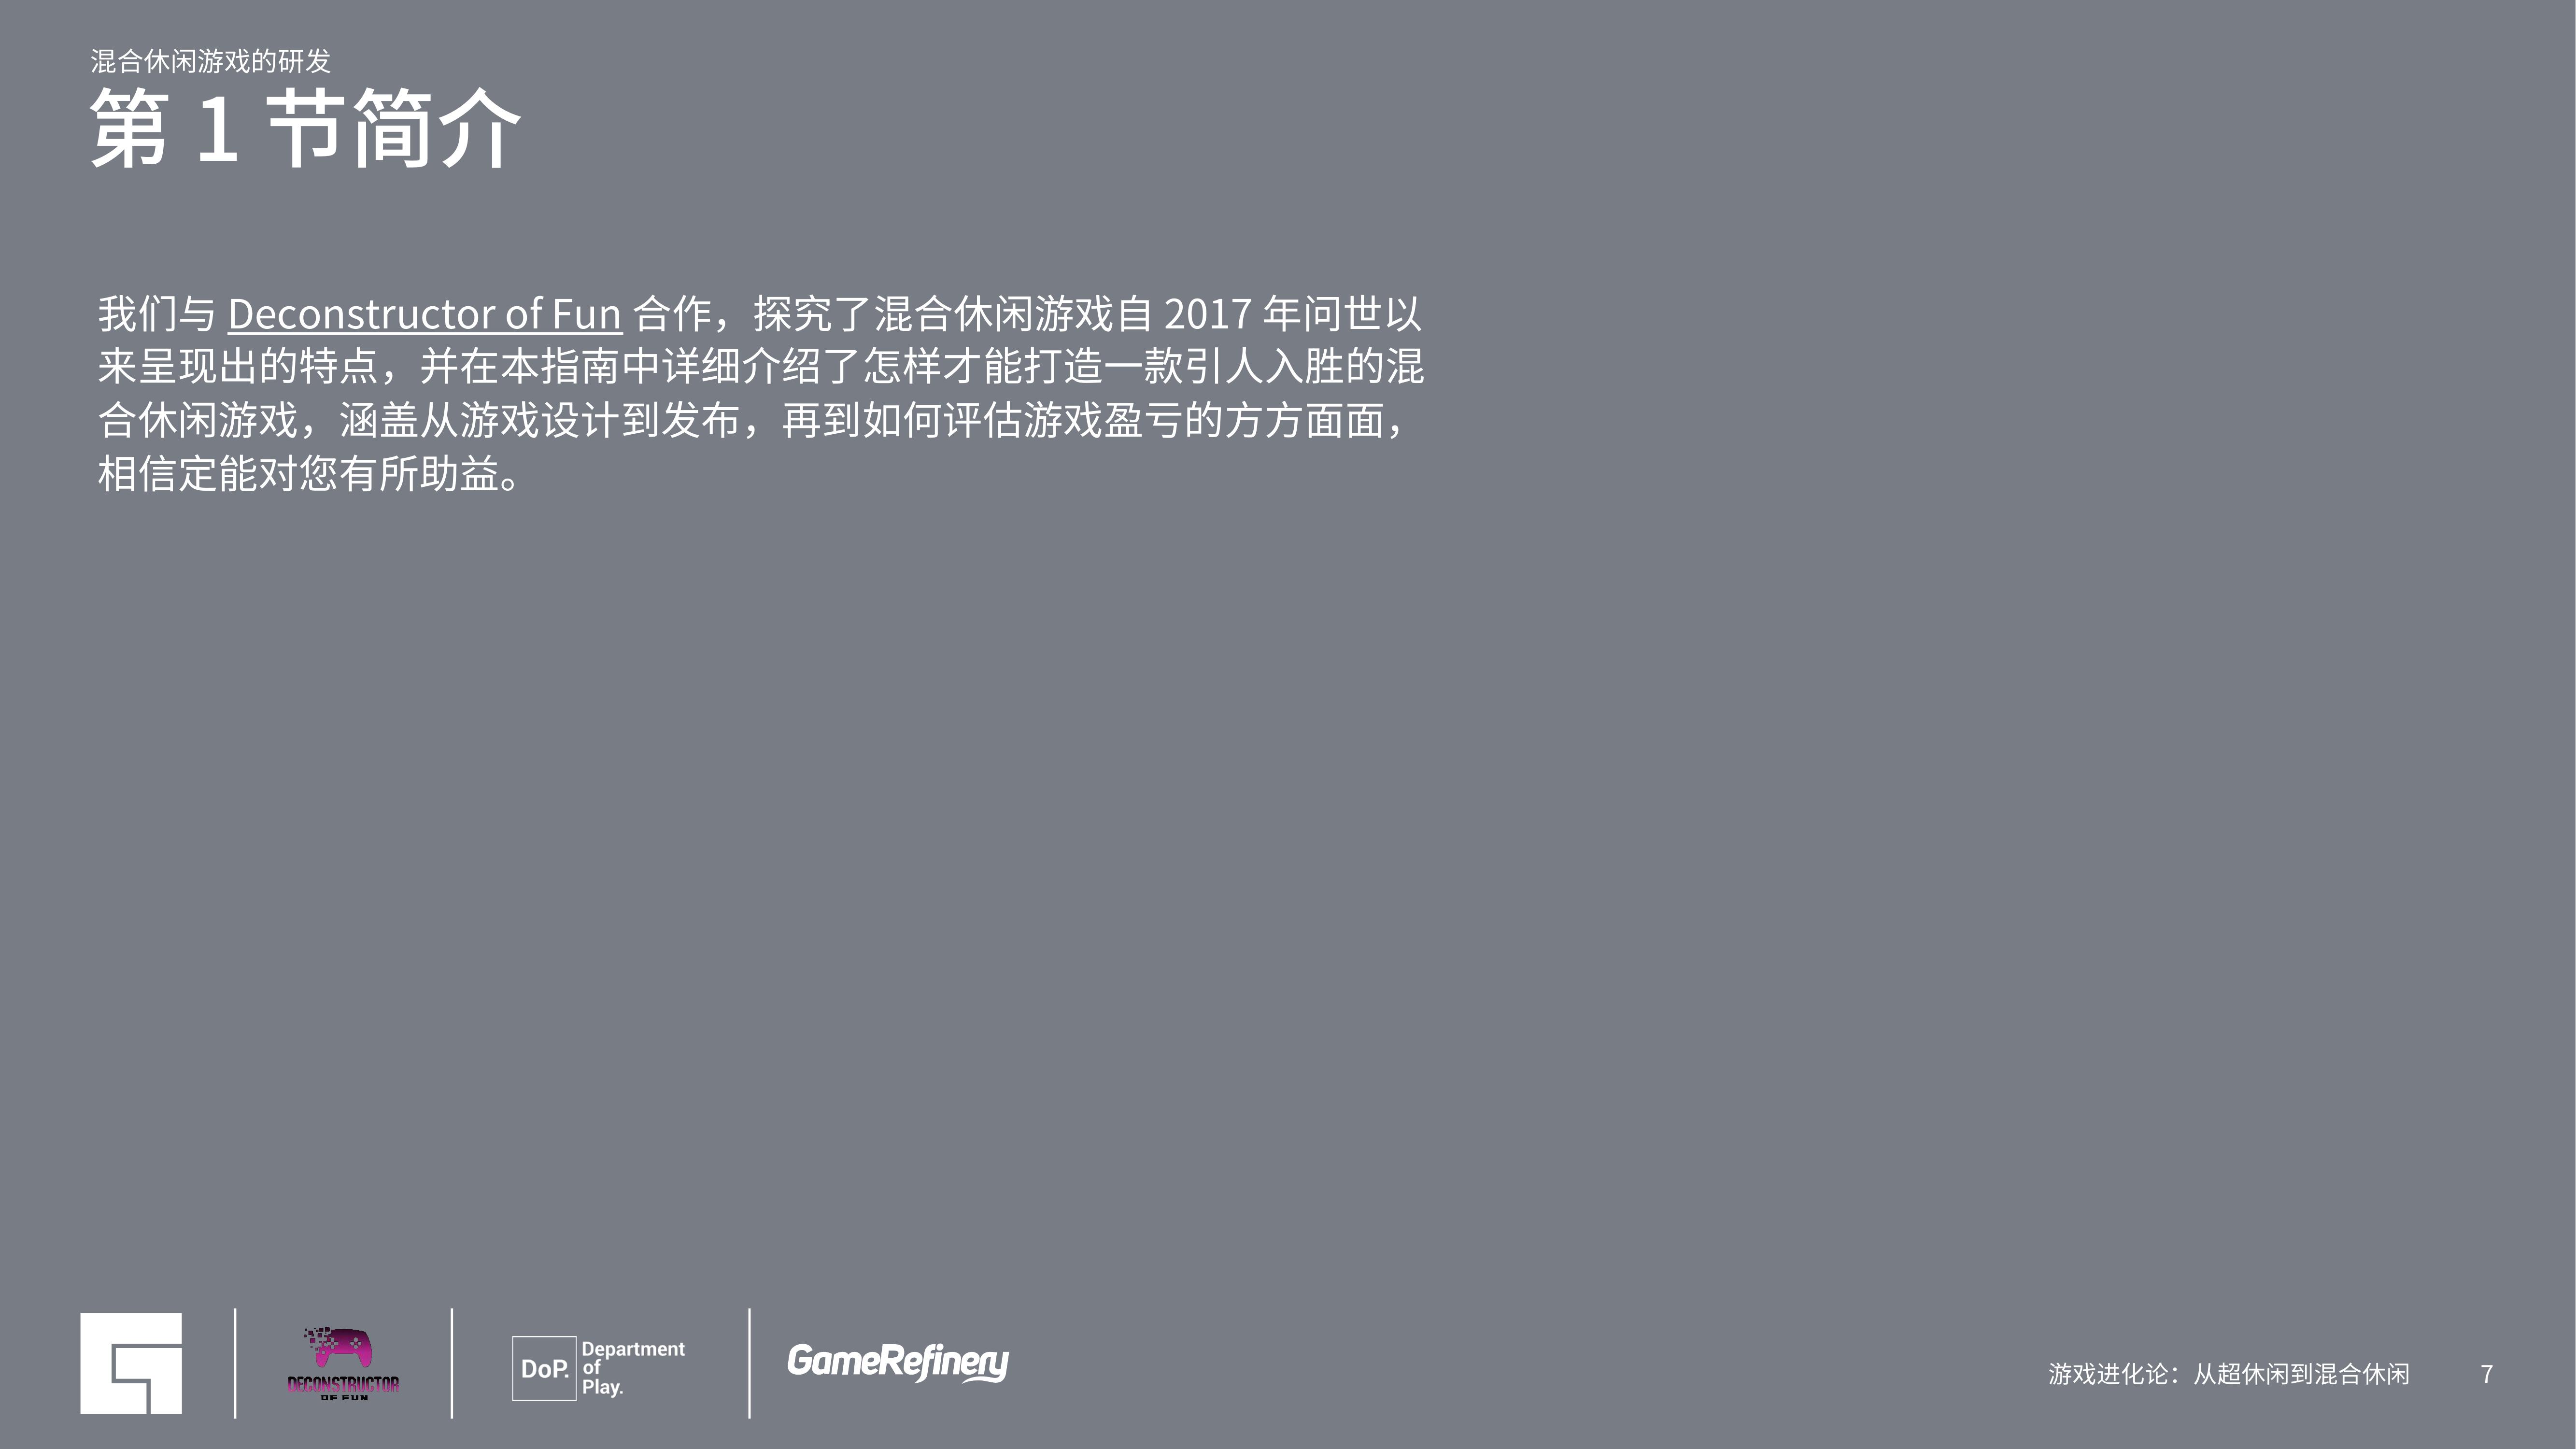 混合休闲游戏的研发
第 1 节简介
我们与 Deconstructor of Fun 合作，探究了混合休闲游戏自 2017 年问世以
来呈现出的特点，并在本指南中详细介绍了怎样才能打造一款引人入胜的混
合休闲游戏，涵盖从游戏设计到发布，再到如何评估游戏盈亏的方方面面，
相信定能对您有所助益。
DECONSTRUCTOR
OF FUN
DoP.
Department
of
Play.
GameRefinery
游戏进化论：从超休闲到混合休闲
7